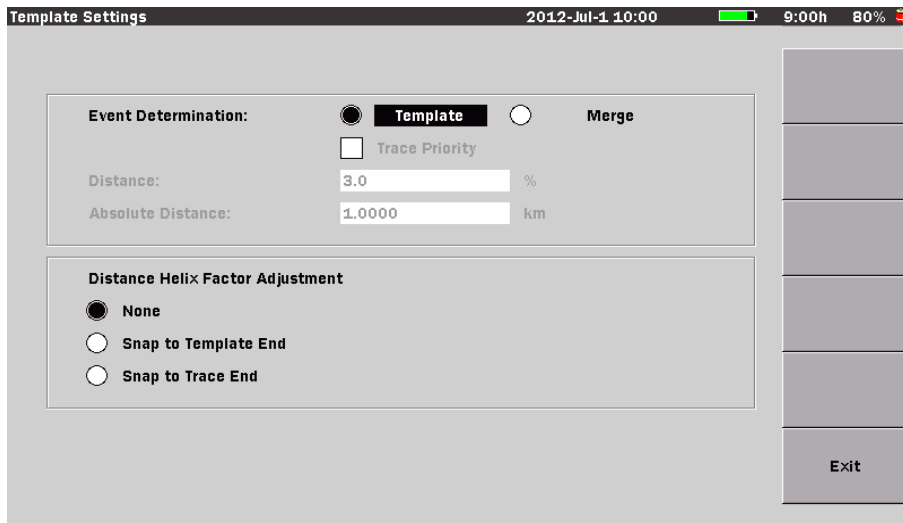 Template Settings 2012-Jul-1 10:00 9:00h 80%
Event Determination: Template Merge
Trace Priority
Distance: 3.0 %
Absolute Distance: 1.0000 km
Distance Helix Factor Adjustment
None
Snap to Template End
Snap to Trace End
Exit